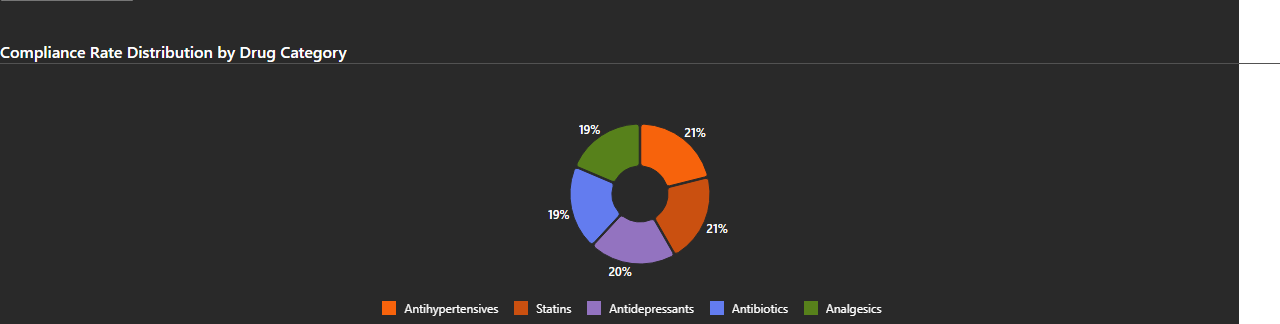 Compliance Rate Distribution by Drug Category
19%
21%
19%
21%
20%
Antihypertensives Statins Antidepressants Antibiotics Analgesics